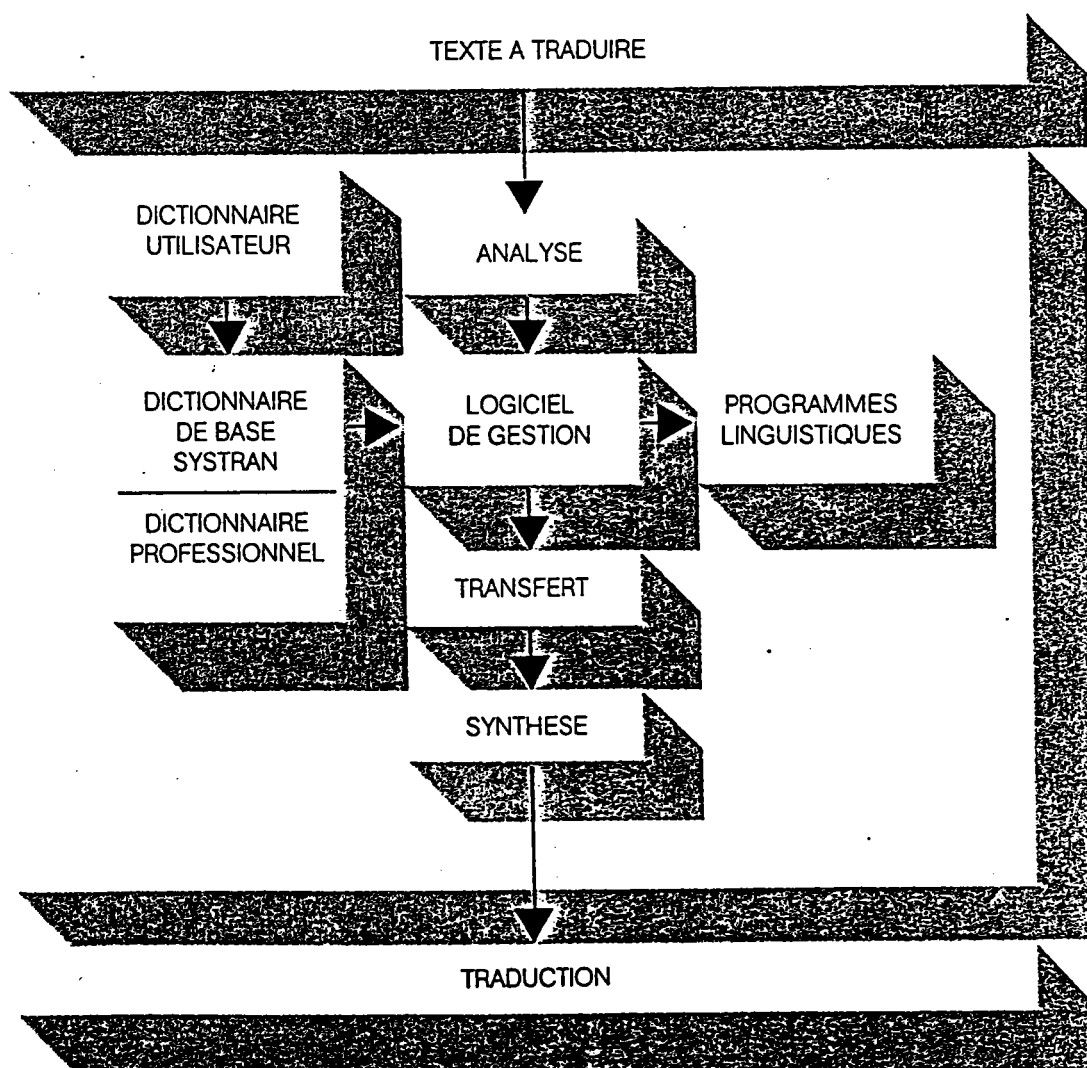 TEXTE A TRADUIRE
DICTIONNAIRE
UTILISATEUR
ANALYSE
DICTIONNAIRE
DE BASE
SYSTRAN
DICTIONNAIRE
PROFESSIONNEL
LOGICIEL
DE GESTION
PROGRAMMES
LINGUISTIQUES
TRANSFERT
SYNTHESE
TRADUCTION